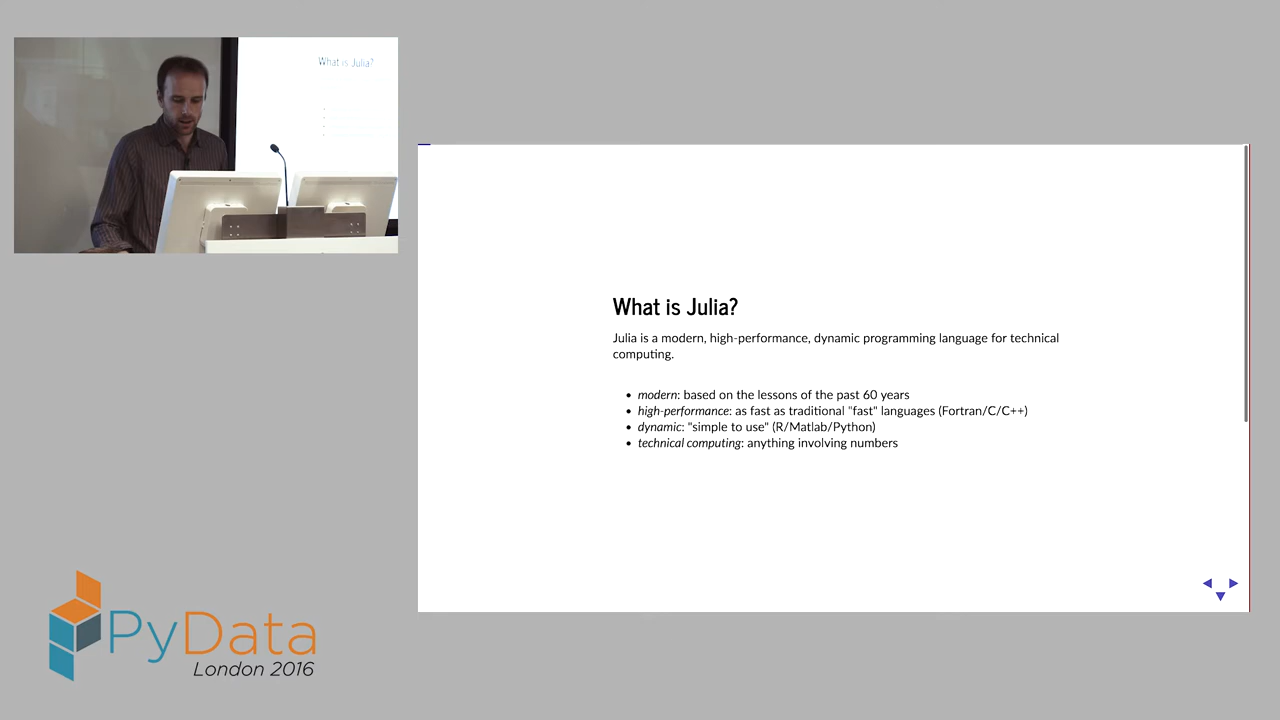 What is Julia?
What is Julia?
Julia is a modern, high-performance, dynamic programming language for technical
computing.
• modern: based on the lessons of the past 60 years
• high-performance: as fast as traditional "fast" languages (Fortran/C/C++)
• dynamic: "simple to use" (R/Matlab/Python)
• technical computing: anything involving numbers
PyData
London 2016